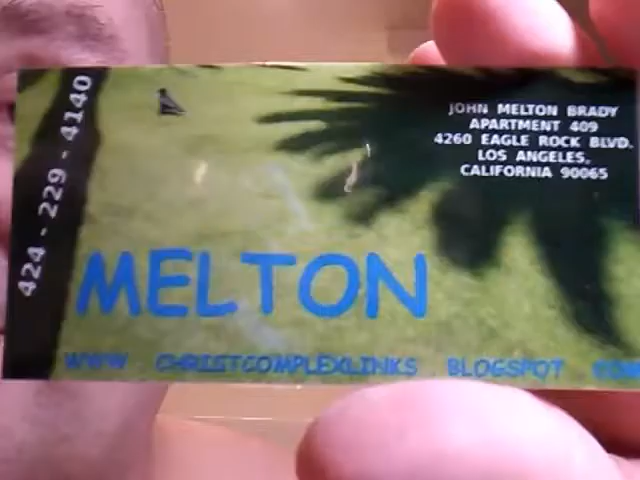 424 - 229 - 4140
JOHN MELTON BRADY
APARTMENT 409
4260 EAGLE ROCK BLVD.
LOS ANGELES,
CALIFORNIA 90065
MELTON
WWW CHRISTCOMPLEXLINKS BLOGSPOT COM